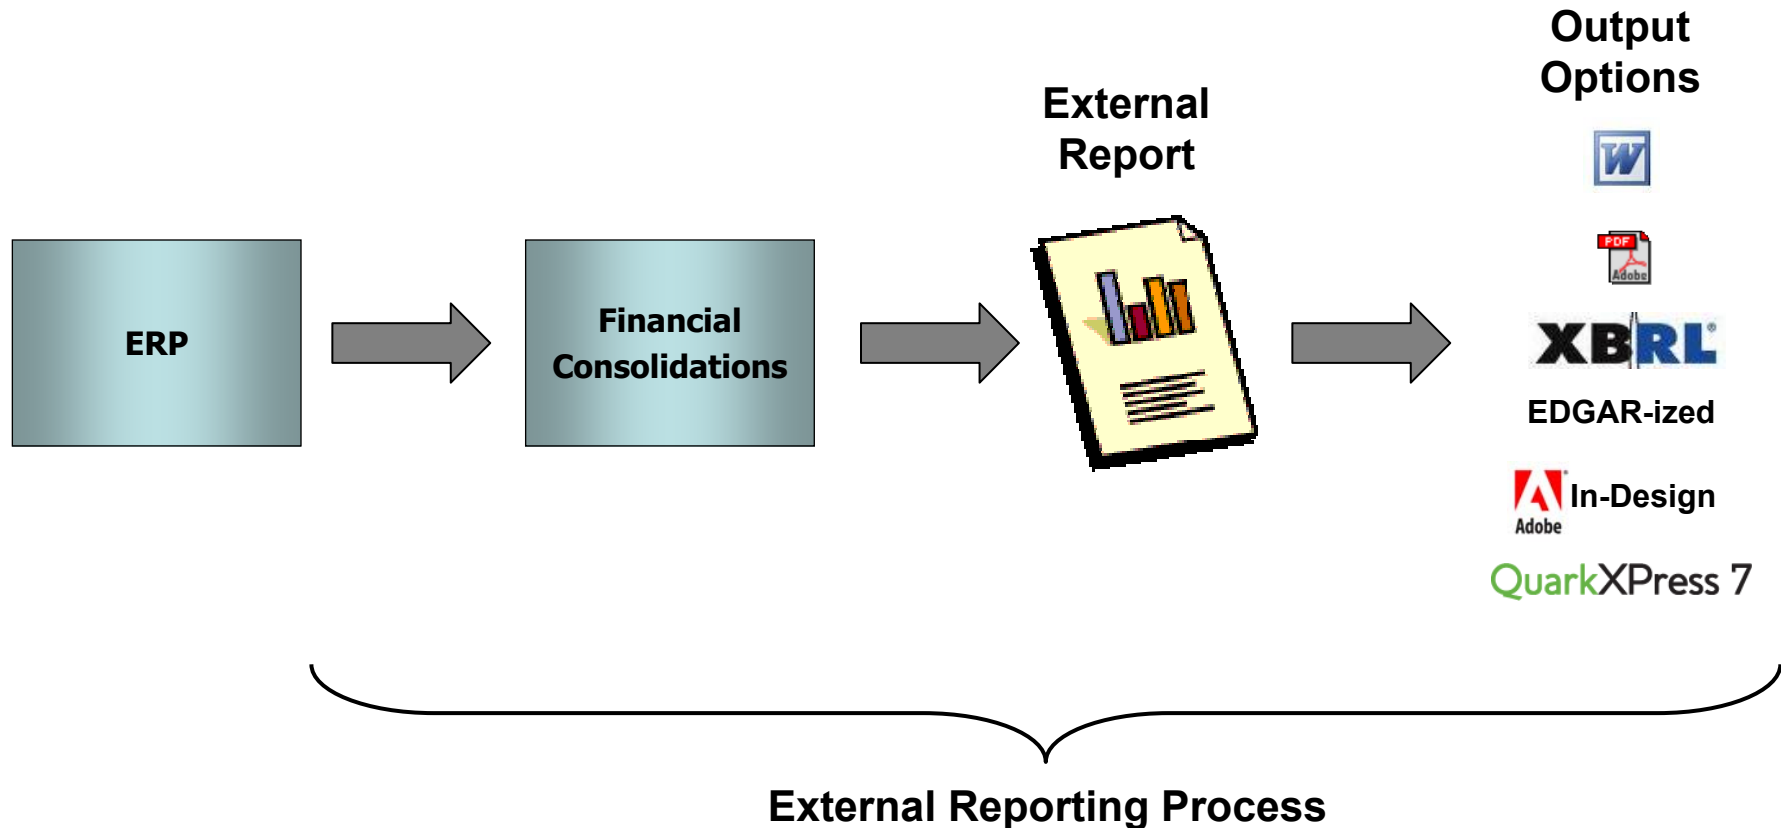 Output
Options
External
Report
W
PDF
Adobe
ERP
Financial
Consolidations
XBRL®
EDGAR-ized
In-Design
Adobe
QuarkXPress 7
External Reporting Process